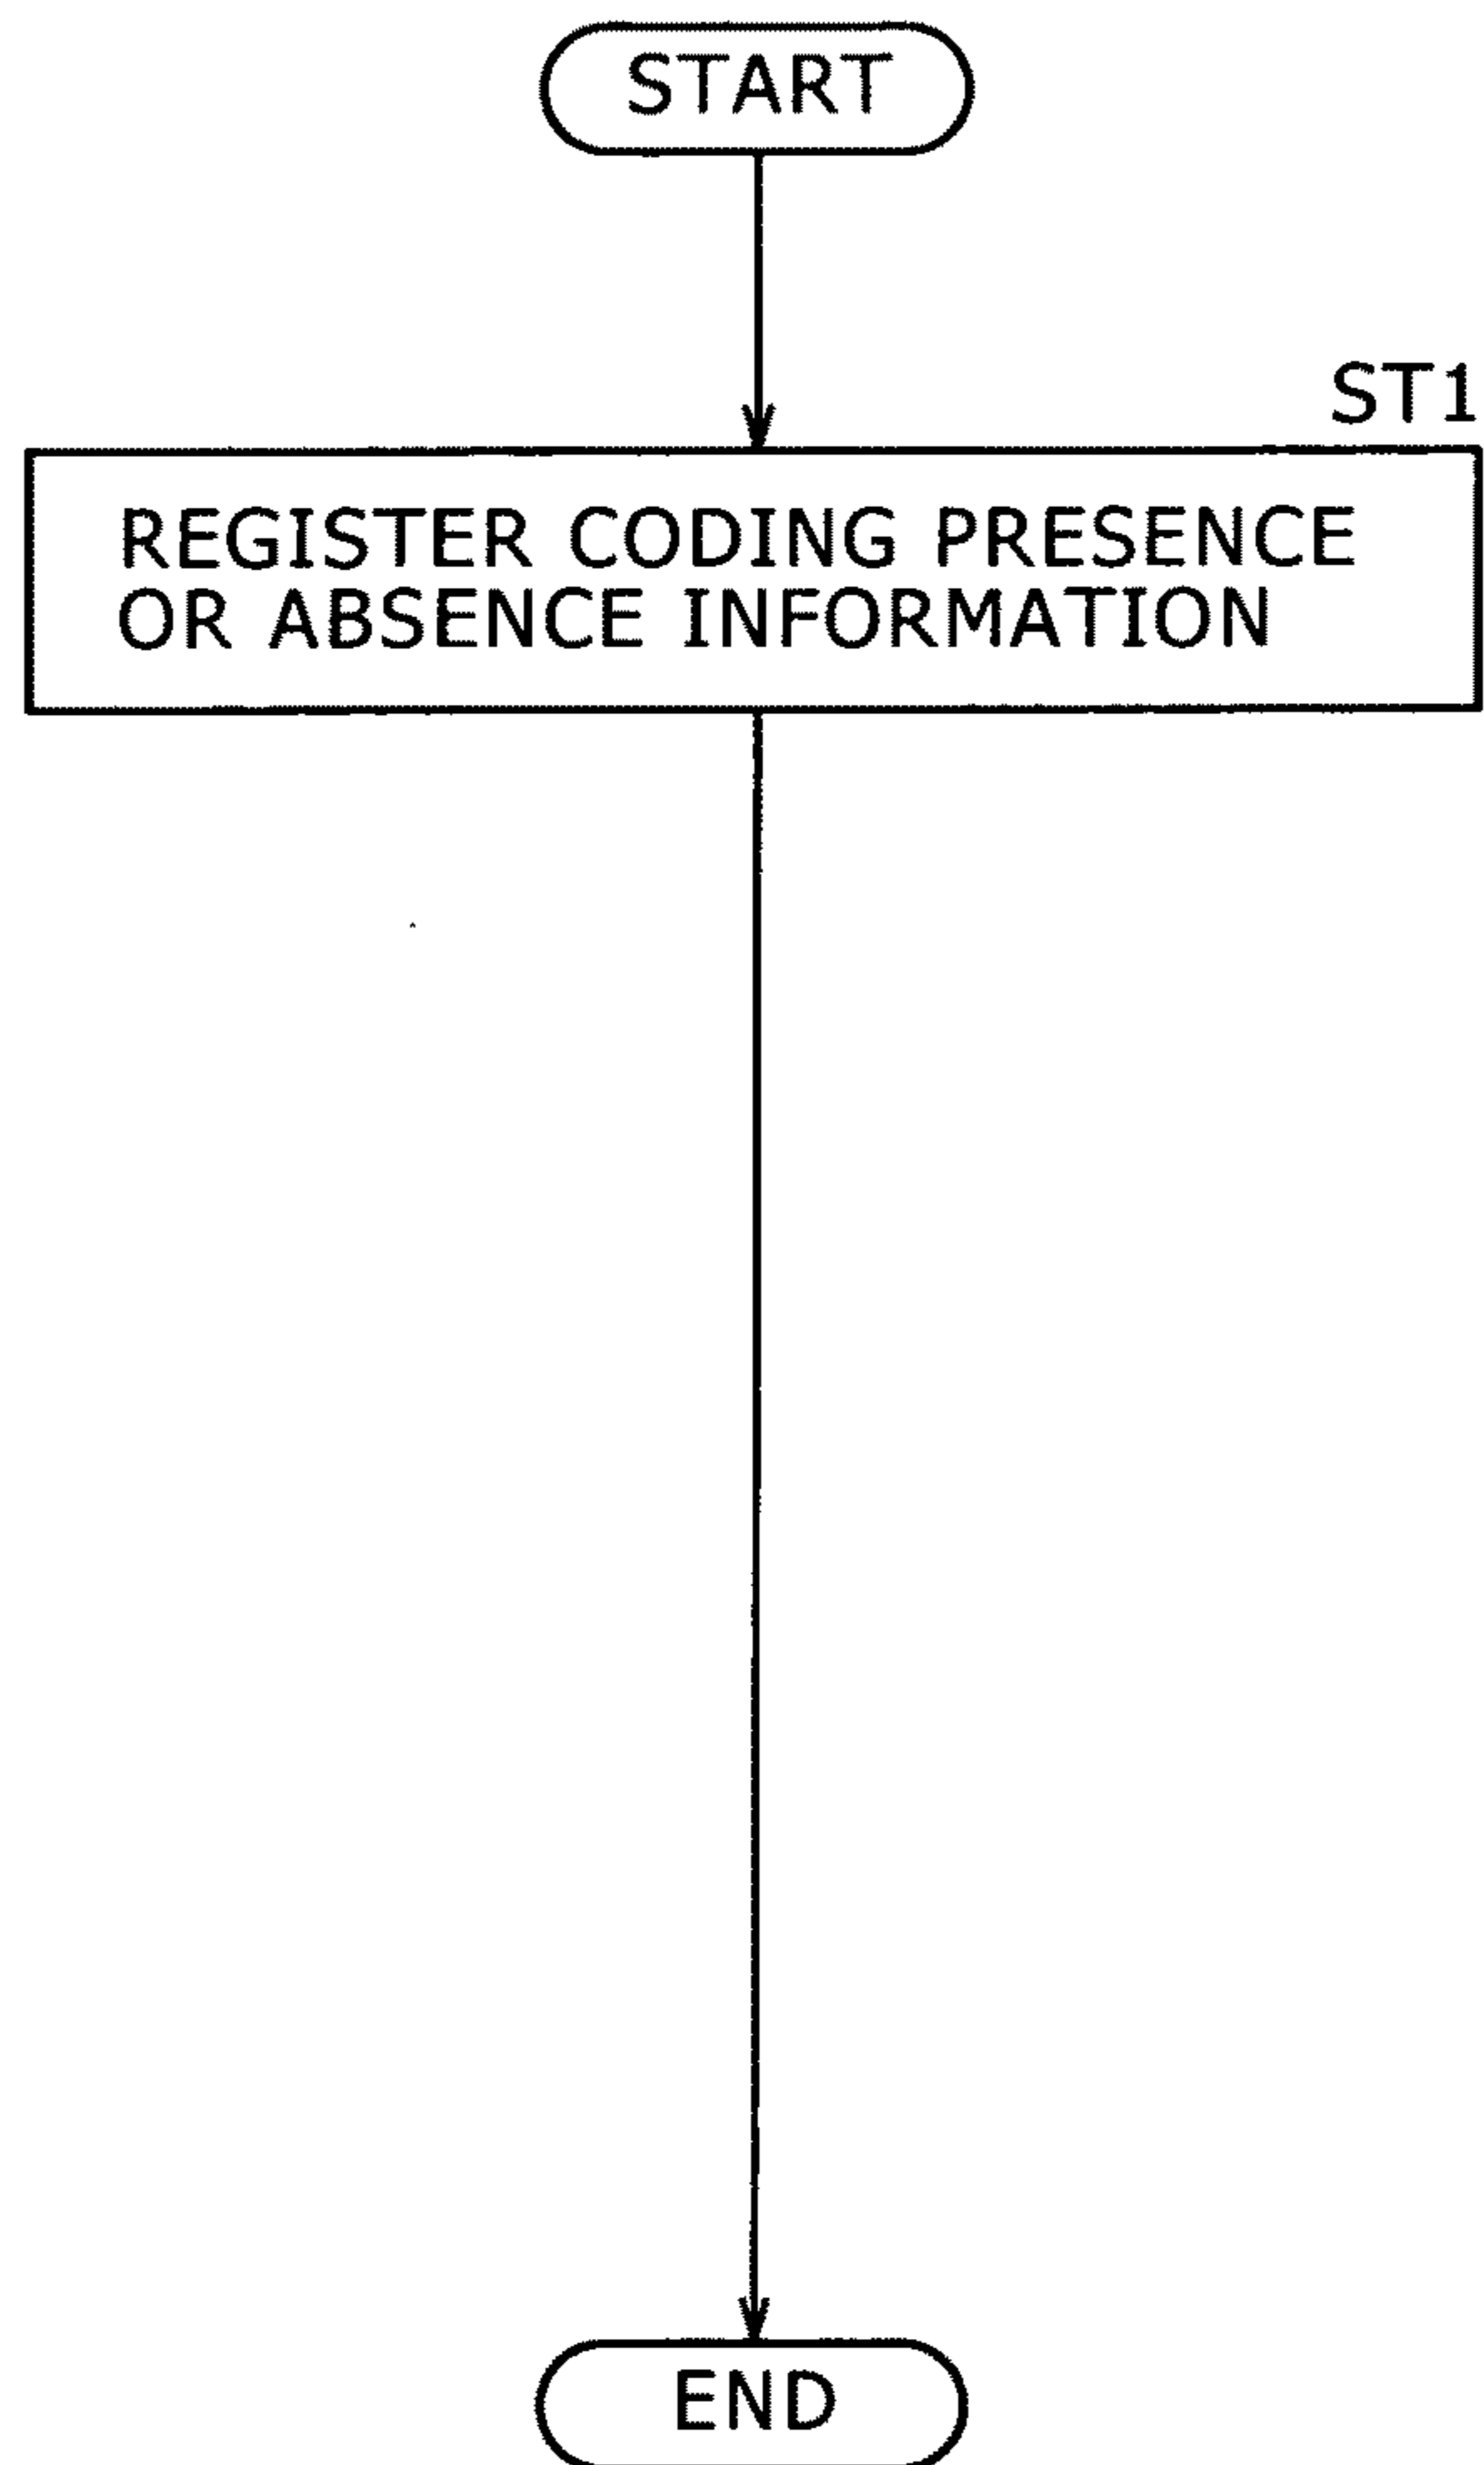 START
ST1
REGISTER CODING PRESENCE
OR ABSENCE INFORMATION
END